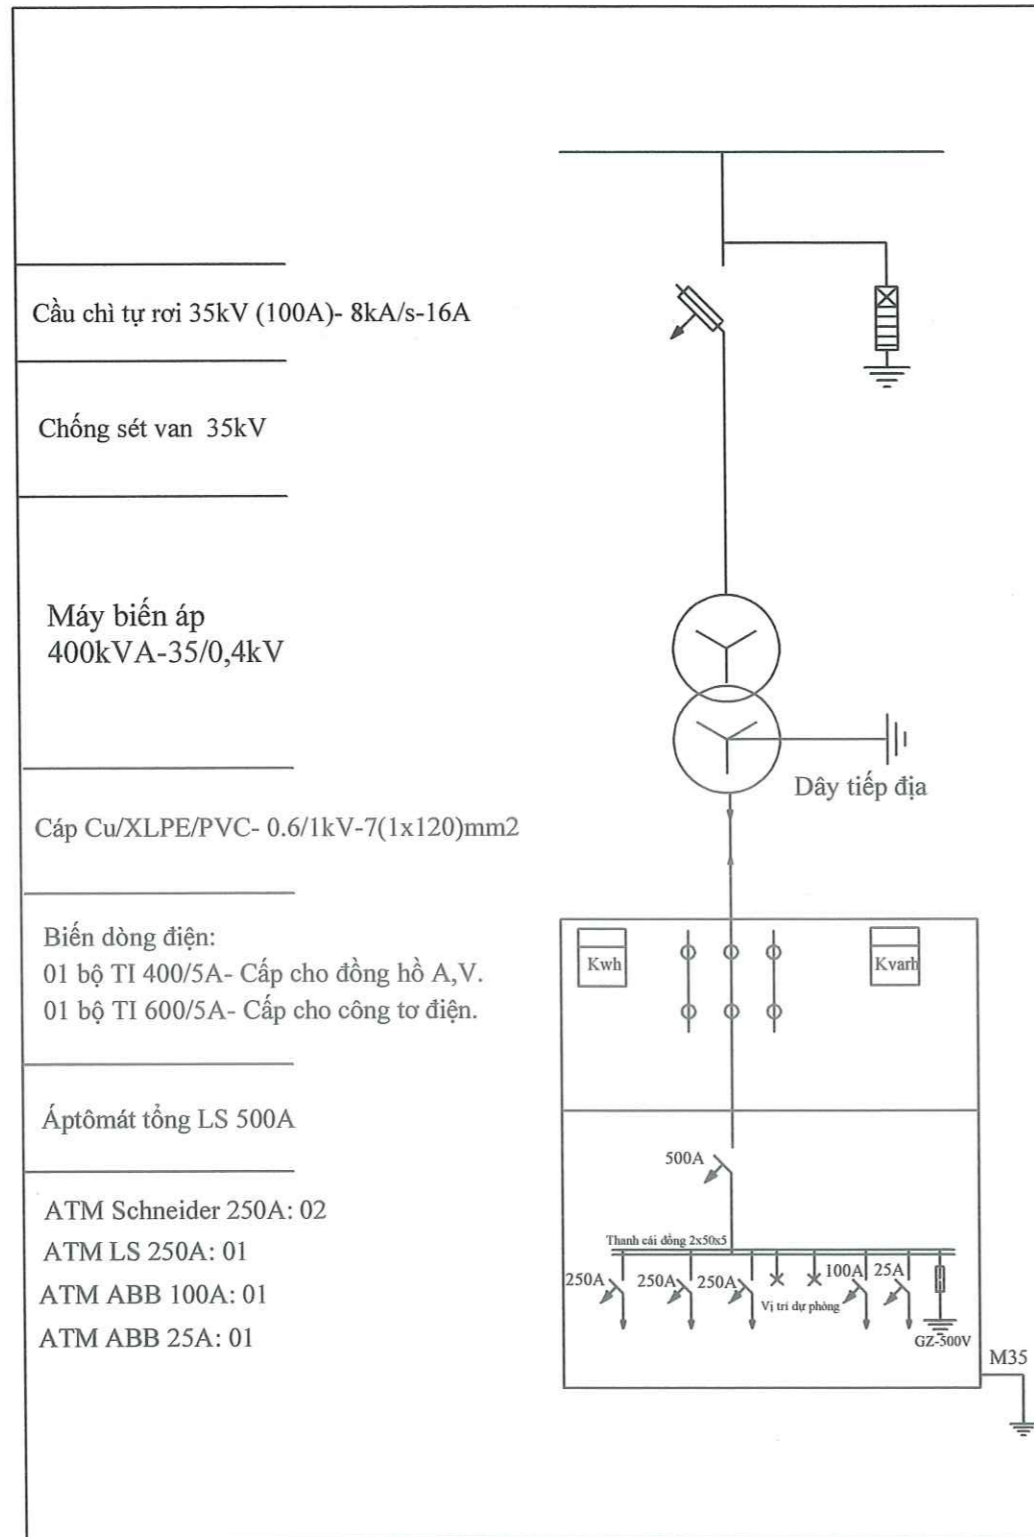 Cầu chì tự rơi 35kV (100A)- 8kA/s-16A
Chống sét van 35kV
Máy biến áp
400kVA-35/0,4kV
Dây tiếp địa
Cáp Cu/XLPE/PVC- 0.6/1kV-7(1x120)mm2
Biến dòng điện:
01 bộ TI 400/5A- Cấp cho đồng hồ A,V.
01 bộ TI 600/5A- Cấp cho công tơ điện.
Kwh
Kvarh
Áptômát tổng LS 500A
500A
ATM Schneider 250A: 02
ATM LS 250A: 01
ATM ABB 100A: 01
ATM ABB 25A: 01
Thanh cái đồng 2x50x5
250A
250A
250A
100A
25A
Vị trí dự phòng
GZ-500V
M35